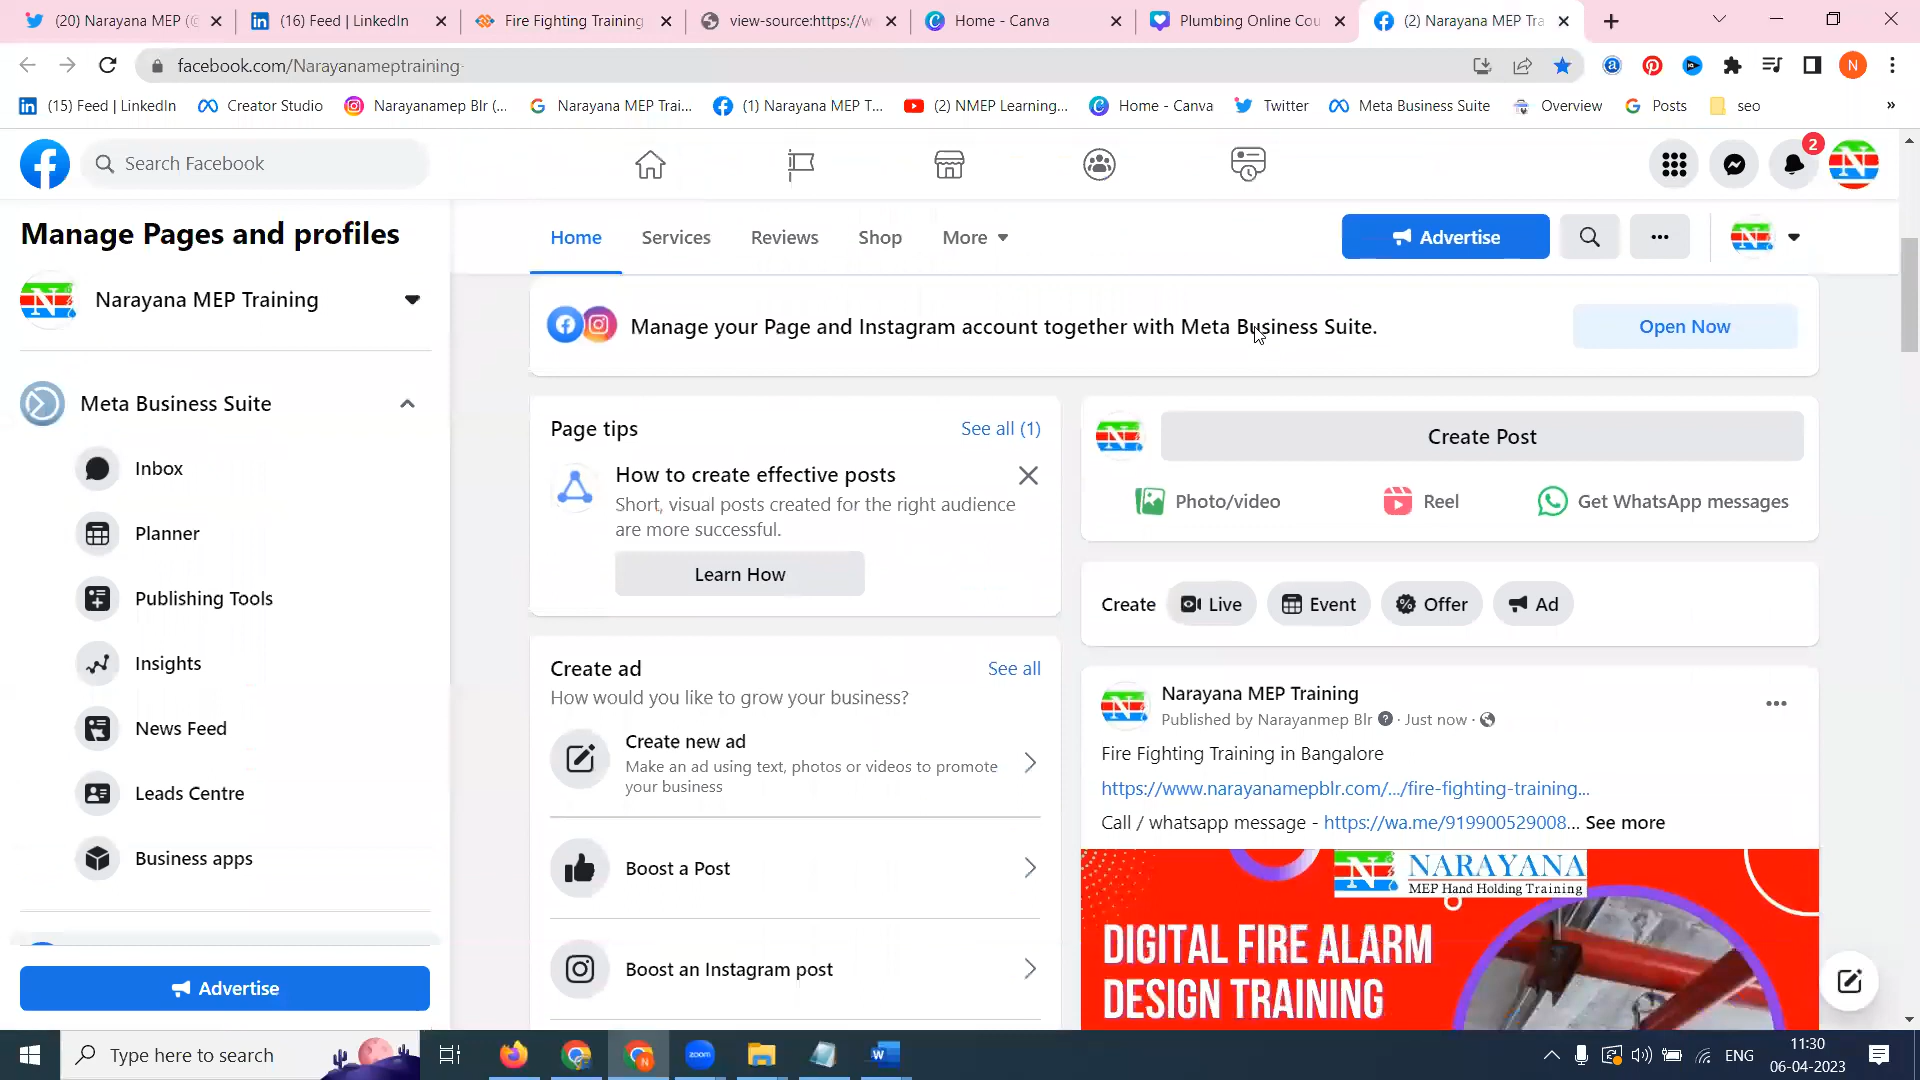 (20) Narayana MEP (@
(16) Feed | LinkedIn
Fire Fighting Training
view-source:https://w
Home - Canva
Plumbing Online Cou
(2) Narayana MEP Tra
facebook.com/Narayanameptraining
(15) Feed | LinkedIn
Creator Studio
Narayanamep Blr (...
Narayana MEP Trai...
(1) Narayana MEP T...
(2) NMEP Learning...
Home - Canva
Twitter
Meta Business Suite
Overview
Posts
seo
N
Search Facebook
2
Manage Pages and profiles
Narayana MEP Training
Meta Business Suite
Inbox
Planner
Publishing Tools
Insights
News Feed
Leads Centre
Business apps
Advertise
Home
Services
Reviews
Shop
More
Advertise
Manage your Page and Instagram account together with Meta Business Suite.
Open Now
Page tips
See all (1)
How to create effective posts
Short, visual posts created for the right audience
are more successful.
Learn How
Create ad
See all
How would you like to grow your business?
Create new ad
Make an ad using text, photos or videos to promote
your business
Boost a Post
Boost an Instagram post
Create Post
Photo/video
Reel
Get WhatsApp messages
Create
Live
Event
Offer
Ad
Narayana MEP Training
Published by Narayanmep Blr · Just now ·
Fire Fighting Training in Bangalore
https://www.narayanamepblr.com/.../fire-fighting-training...
Call / whatsapp message - https://wa.me/919900529008... See more
N NARAYANA
MEP Hand Holding Training
DIGITAL FIRE ALARM
DESIGN TRAINING
Type here to search
zoom
ENG
11:30
06-04-2023